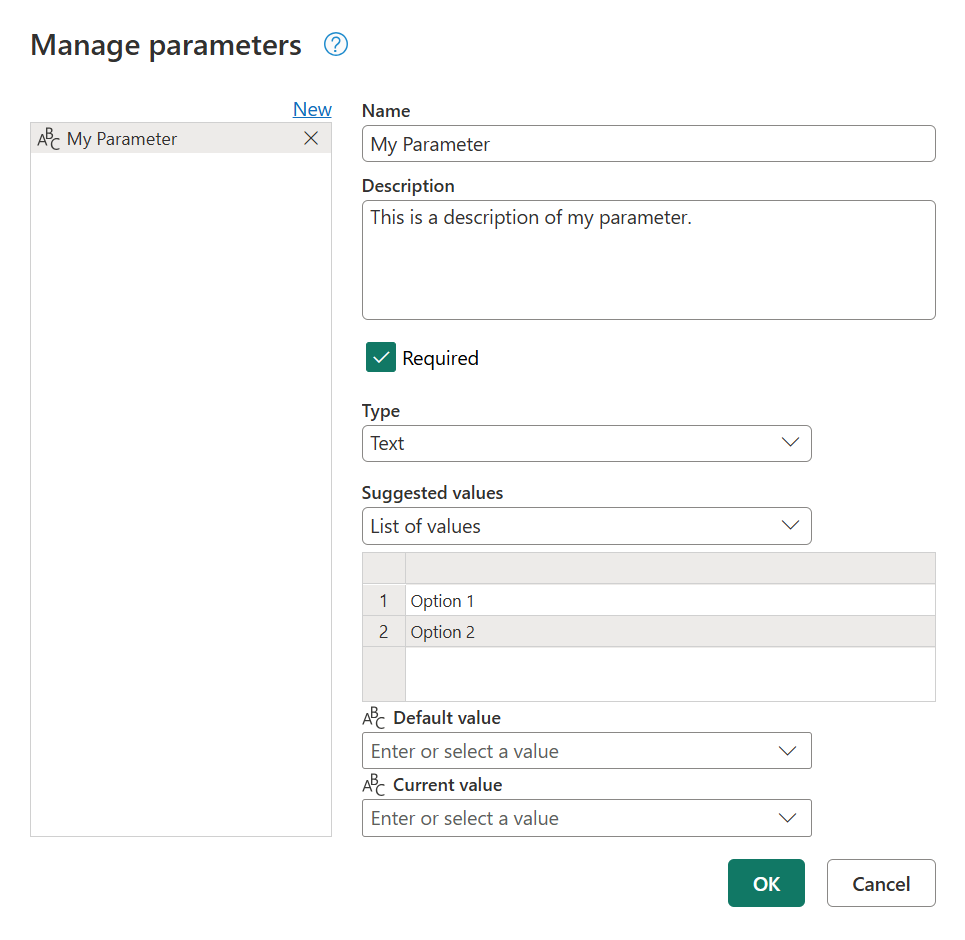 Manage parameters ?
New
ABC My Parameter
Name
My Parameter
Description
This is a description of my parameter.
Required
Type
Text
Suggested values
List of values
1 Option 1
2 Option 2
ABC Default value
Enter or select a value
ABC Current value
Enter or select a value
OK Cancel